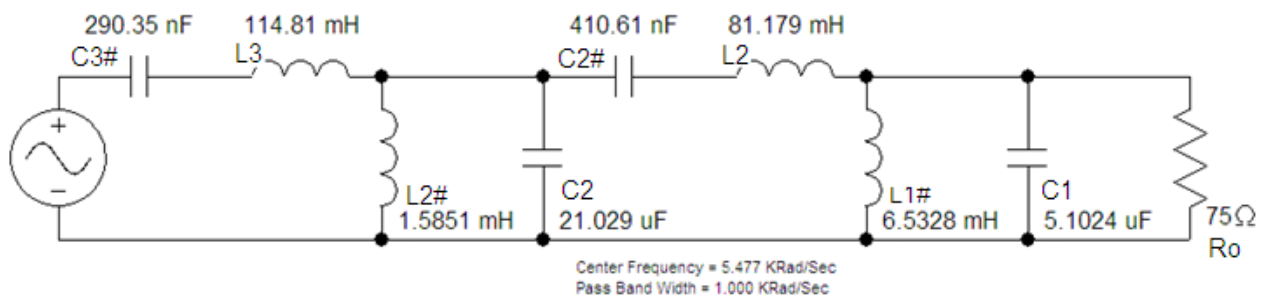 290.35 nF 114.81 mH 410.61 nF 81.179 mH
C3# L3 C2# L2
+
−
L2# C2 L1# C1
1.5851 mH 21.029 uF 6.5328 mH 5.1024 uF 75Ω
Ro
Center Frequency = 5.477 KRad/Sec
Pass Band Width = 1.000 KRad/Sec